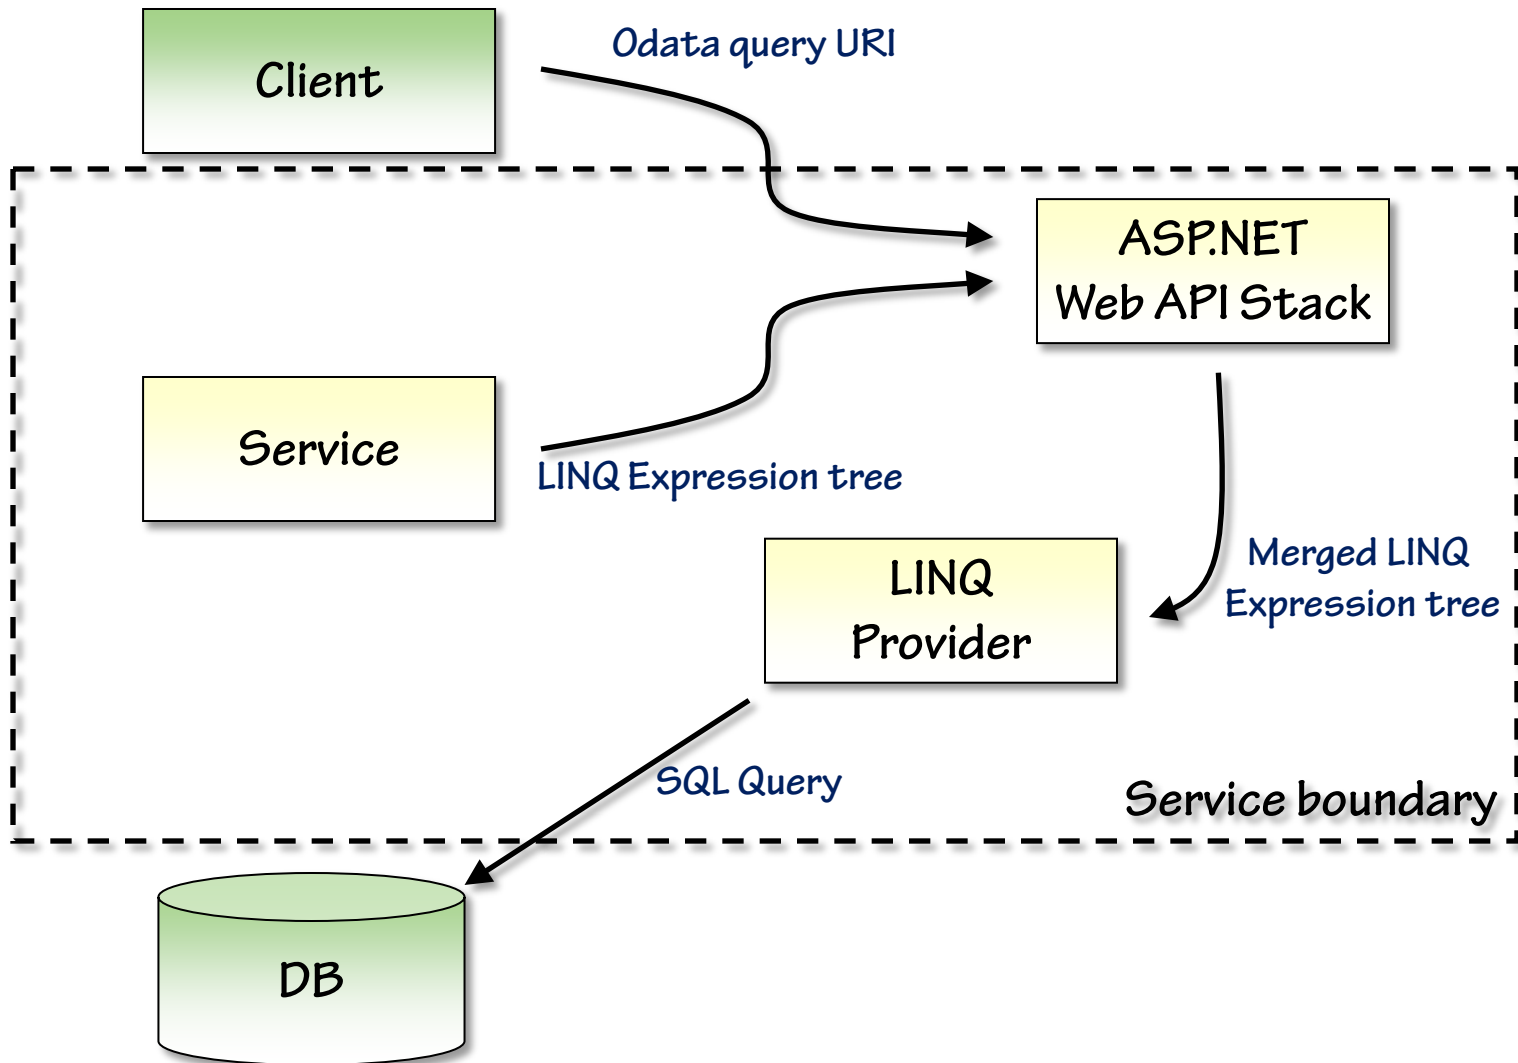 Client
Odata query URI
ASP.NET
Web API Stack
Service
LINQ Expression tree
LINQ
Provider
Merged LINQ
Expression tree
SQL Query
Service boundary
DB